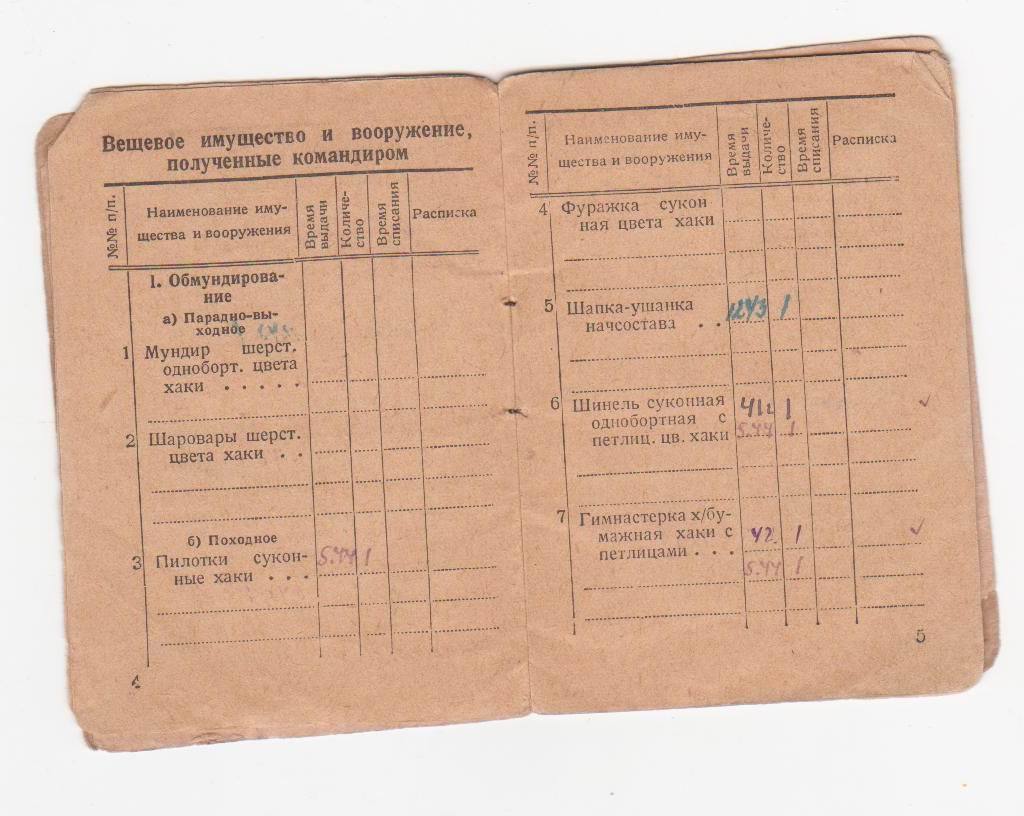 Вещевое имущество и вооружение,
полученные командиром
№№ п/п.
Наименование иму-
щества и вооружения
Время
выдачи
Количе-
ство
Время
списания
Расписка
1. Обмундирова-
ние
а) Парадно-вы-
ходное
1 Мундир шерст.
одноборт. цвета
хаки . . . . .
2 Шаровары шерст.
цвета хаки . .
б) Походное
3 Пилотки сукон- 5.44 1
ные хаки . . .
4
№№ п/п.
Наименование иму-
щества и вооружения
Время
выдачи
Количе-
ство
Время
списания
Расписка
4 Фуражка сукон
ная цвета хаки
5 Шапка-ушанка 1243 1
начсостава . .
6 Шинель суконная 41г 1
однобортная с
петлиц. цв. хаки 5.44 1
7 Гимнастерка х/бу-
мажная хаки с 42 1
петлицами . . .
5.44 1
5